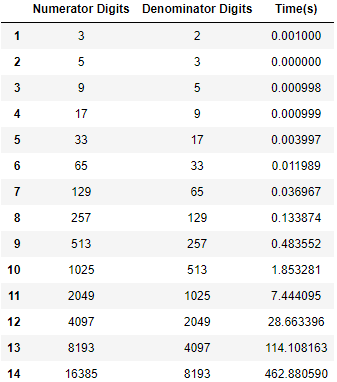 Numerator Digits Denominator Digits Time(s)
1 3 2 0.001000
2 5 3 0.000000
3 9 5 0.000998
4 17 9 0.000999
5 33 17 0.003997
6 65 33 0.011989
7 129 65 0.036967
8 257 129 0.133874
9 513 257 0.483552
10 1025 513 1.853281
11 2049 1025 7.444095
12 4097 2049 28.663396
13 8193 4097 114.108163
14 16385 8193 462.880590